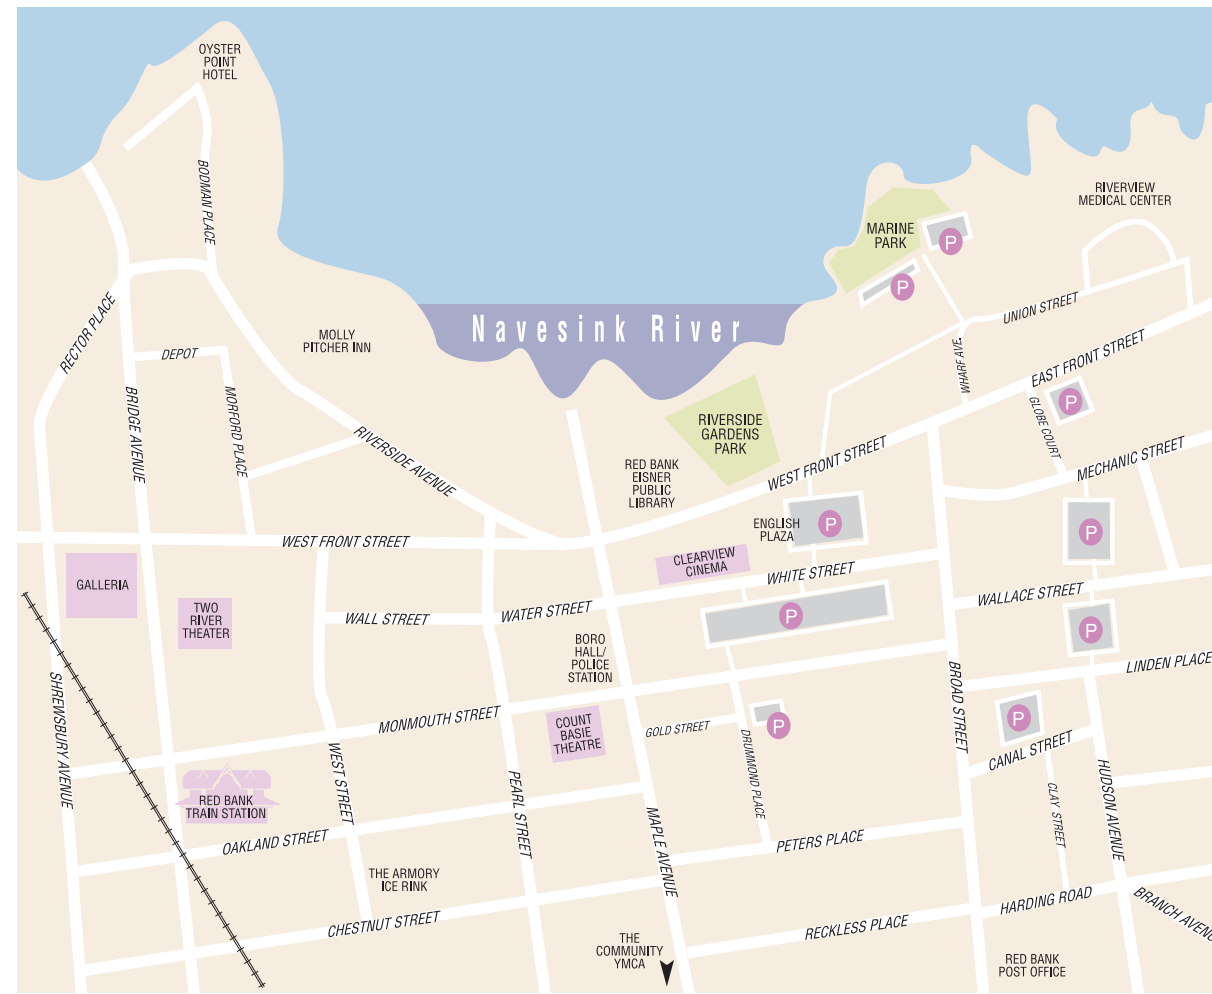 OYSTER
POINT
HOTEL
BODMAN PLACE
RIVERVIEW
MEDICAL CENTER
MARINE
PARK
P
P
UNION STREET
Navesink River
RECTOR PLACE
MOLLY
PITCHER INN
DEPOT
WHARF AVE.
EAST FRONT STREET
BRIDGE AVENUE
MORFORD PLACE
RIVERSIDE AVENUE
RIVERSIDE
GARDENS
PARK
GLOBE COURT
P
WEST FRONT STREET
MECHANIC STREET
RED BANK
EISNER
PUBLIC
LIBRARY
ENGLISH
PLAZA
P
P
WEST FRONT STREET
CLEARVIEW
CINEMA
WHITE STREET
GALLERIA
TWO
RIVER
THEATER
WALL STREET
WATER STREET
WALLACE STREET
P
P
BORO
HALL/
POLICE
STATION
LINDEN PLACE
SHREWSBURY AVENUE
MONMOUTH STREET
COUNT
BASIE
THEATRE
GOLD STREET
P
BROAD STREET
P
CANAL STREET
WEST STREET
PEARL STREET
DRUMMOND PLACE
HUDSON AVENUE
CLAY STREET
RED BANK
TRAIN STATION
OAKLAND STREET
MAPLE AVENUE
PETERS PLACE
THE ARMORY
ICE RINK
CHESTNUT STREET
RECKLESS PLACE
HARDING ROAD
BRANCH AVENU
THE
COMMUNITY
YMCA
RED BANK
POST OFFICE